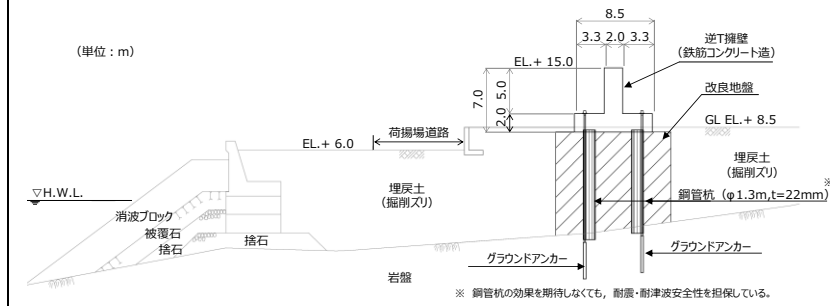 8.5
3.3 2.0 3.3
(単位：m)
逆T擁壁
(鉄筋コンクリート造)
EL.+ 15.0
改良地盤
7.0
5.0
2.0
GL EL.+ 8.5
荷揚場道路
EL.+ 6.0
埋戻土
(掘削ズリ)
埋戻土
(掘削ズリ)
※
鋼管杭（φ1.3m,t=22mm）
▽H.W.L.
消波ブロック
被覆石
捨石
捨石
グラウンドアンカー
グラウンドアンカー
岩盤
※ 鋼管杭の効果を期待しなくても，耐震・耐津波安全性を担保している。